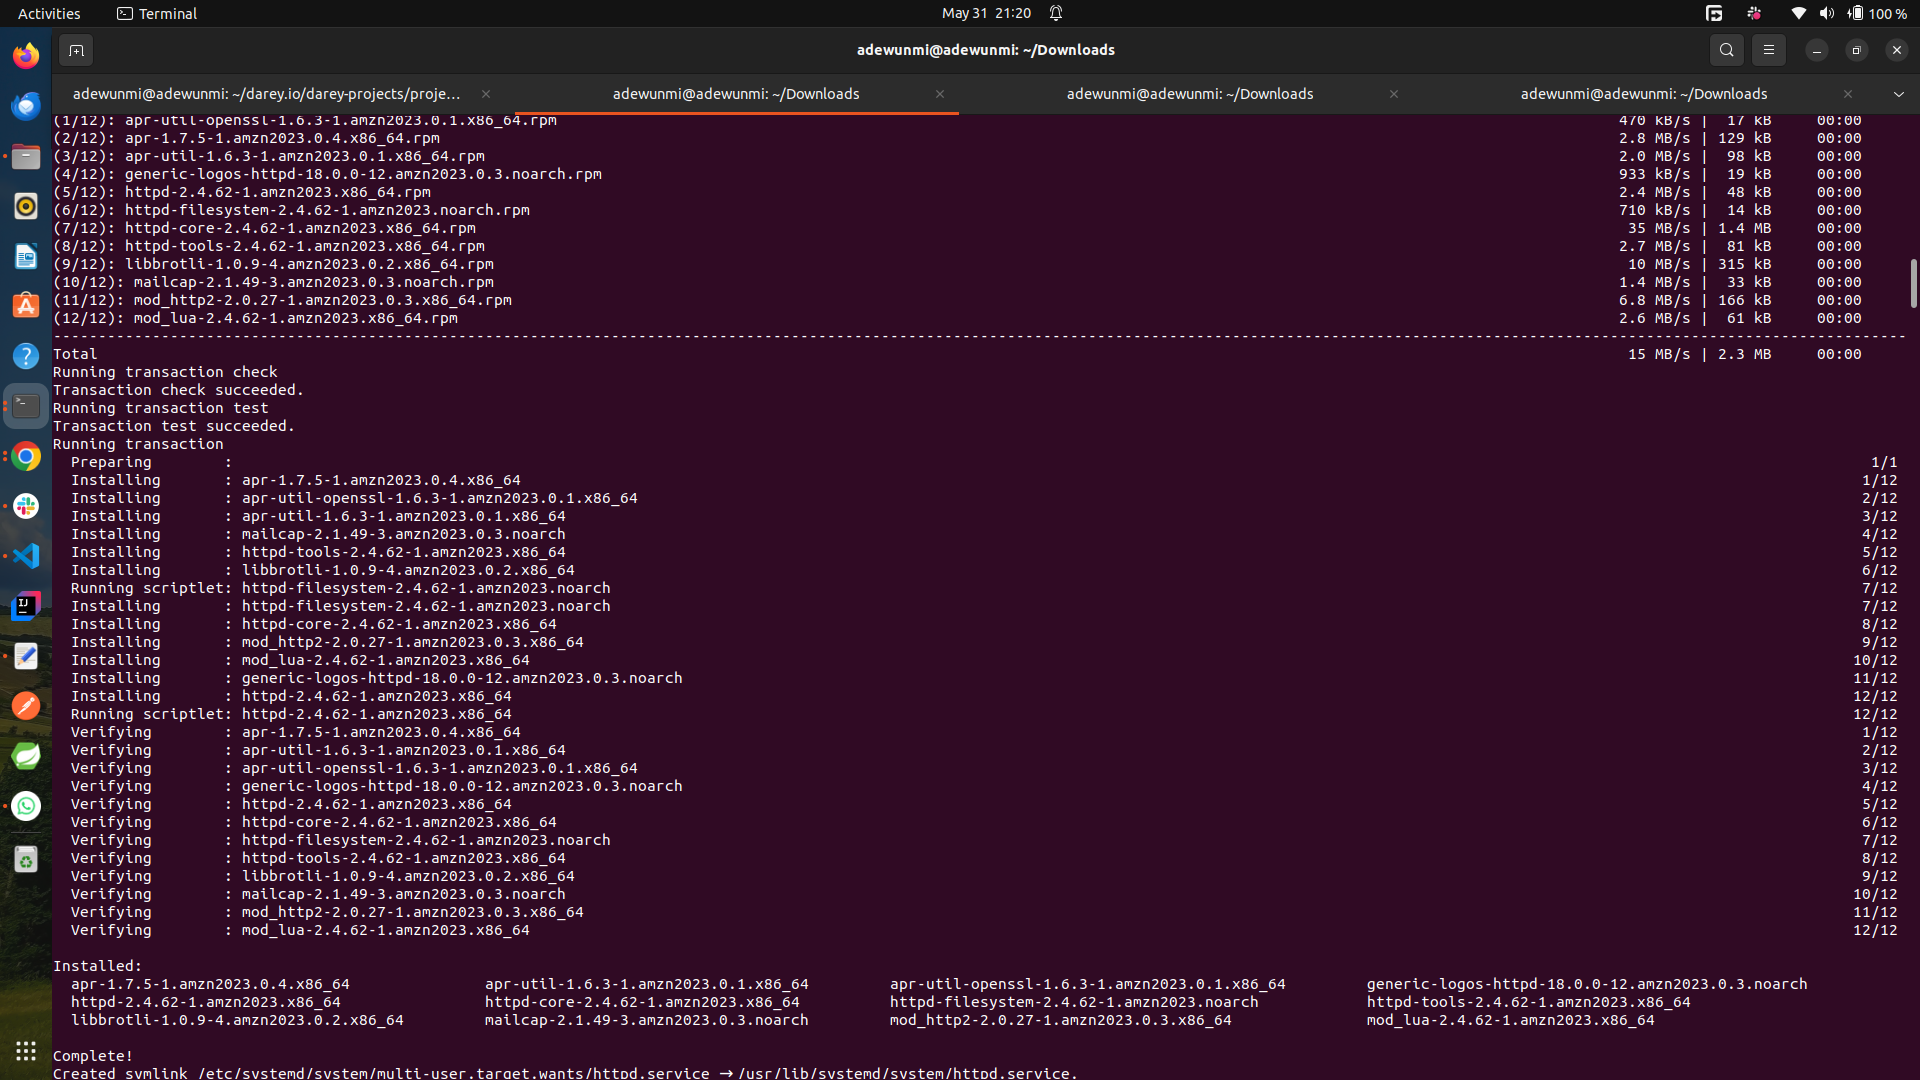 Activities
Terminal
May 31 21:20
100 %
adewunmi@adewunmi: ~/Downloads
adewunmi@adewunmi: ~/darey.io/darey-projects/proje...
adewunmi@adewunmi: ~/Downloads
adewunmi@adewunmi: ~/Downloads
adewunmi@adewunmi: ~/Downloads
(1/12): apr-util-openssl-1.6.3-1.amzn2023.0.1.x86_64.rpm 470 kB/s | 17 kB 00:00
(2/12): apr-1.7.5-1.amzn2023.0.4.x86_64.rpm 2.8 MB/s | 129 kB 00:00
(3/12): apr-util-1.6.3-1.amzn2023.0.1.x86_64.rpm 2.0 MB/s | 98 kB 00:00
(4/12): generic-logos-httpd-18.0.0-12.amzn2023.0.3.noarch.rpm 933 kB/s | 19 kB 00:00
(5/12): httpd-2.4.62-1.amzn2023.x86_64.rpm 2.4 MB/s | 48 kB 00:00
(6/12): httpd-filesystem-2.4.62-1.amzn2023.noarch.rpm 710 kB/s | 14 kB 00:00
(7/12): httpd-core-2.4.62-1.amzn2023.x86_64.rpm 35 MB/s | 1.4 MB 00:00
(8/12): httpd-tools-2.4.62-1.amzn2023.x86_64.rpm 2.7 MB/s | 81 kB 00:00
(9/12): libbrotli-1.0.9-4.amzn2023.0.2.x86_64.rpm 10 MB/s | 315 kB 00:00
(10/12): mailcap-2.1.49-3.amzn2023.0.3.noarch.rpm 1.4 MB/s | 33 kB 00:00
(11/12): mod_http2-2.0.27-1.amzn2023.0.3.x86_64.rpm 6.8 MB/s | 166 kB 00:00
(12/12): mod_lua-2.4.62-1.amzn2023.x86_64.rpm 2.6 MB/s | 61 kB 00:00
--------------------------------------------------------------------------------
Total 15 MB/s | 2.3 MB 00:00
Running transaction check
Transaction check succeeded.
Running transaction test
Transaction test succeeded.
Running transaction
Preparing : 1/1
Installing : apr-1.7.5-1.amzn2023.0.4.x86_64 1/12
Installing : apr-util-openssl-1.6.3-1.amzn2023.0.1.x86_64 2/12
Installing : apr-util-1.6.3-1.amzn2023.0.1.x86_64 3/12
Installing : mailcap-2.1.49-3.amzn2023.0.3.noarch 4/12
Installing : httpd-tools-2.4.62-1.amzn2023.x86_64 5/12
Installing : libbrotli-1.0.9-4.amzn2023.0.2.x86_64 6/12
Running scriptlet: httpd-filesystem-2.4.62-1.amzn2023.noarch 7/12
Installing : httpd-filesystem-2.4.62-1.amzn2023.noarch 7/12
Installing : httpd-core-2.4.62-1.amzn2023.x86_64 8/12
Installing : mod_http2-2.0.27-1.amzn2023.0.3.x86_64 9/12
Installing : mod_lua-2.4.62-1.amzn2023.x86_64 10/12
Installing : generic-logos-httpd-18.0.0-12.amzn2023.0.3.noarch 11/12
Installing : httpd-2.4.62-1.amzn2023.x86_64 12/12
Running scriptlet: httpd-2.4.62-1.amzn2023.x86_64 12/12
Verifying : apr-1.7.5-1.amzn2023.0.4.x86_64 1/12
Verifying : apr-util-1.6.3-1.amzn2023.0.1.x86_64 2/12
Verifying : apr-util-openssl-1.6.3-1.amzn2023.0.1.x86_64 3/12
Verifying : generic-logos-httpd-18.0.0-12.amzn2023.0.3.noarch 4/12
Verifying : httpd-2.4.62-1.amzn2023.x86_64 5/12
Verifying : httpd-core-2.4.62-1.amzn2023.x86_64 6/12
Verifying : httpd-filesystem-2.4.62-1.amzn2023.noarch 7/12
Verifying : httpd-tools-2.4.62-1.amzn2023.x86_64 8/12
Verifying : libbrotli-1.0.9-4.amzn2023.0.2.x86_64 9/12
Verifying : mailcap-2.1.49-3.amzn2023.0.3.noarch 10/12
Verifying : mod_http2-2.0.27-1.amzn2023.0.3.x86_64 11/12
Verifying : mod_lua-2.4.62-1.amzn2023.x86_64 12/12
Installed:
apr-1.7.5-1.amzn2023.0.4.x86_64 apr-util-1.6.3-1.amzn2023.0.1.x86_64 apr-util-openssl-1.6.3-1.amzn2023.0.1.x86_64 generic-logos-httpd-18.0.0-12.amzn2023.0.3.noarch
httpd-2.4.62-1.amzn2023.x86_64 httpd-core-2.4.62-1.amzn2023.x86_64 httpd-filesystem-2.4.62-1.amzn2023.noarch httpd-tools-2.4.62-1.amzn2023.x86_64
libbrotli-1.0.9-4.amzn2023.0.2.x86_64 mailcap-2.1.49-3.amzn2023.0.3.noarch mod_http2-2.0.27-1.amzn2023.0.3.x86_64 mod_lua-2.4.62-1.amzn2023.x86_64
Complete!
Created symlink /etc/systemd/system/multi-user.target.wants/httpd.service → /usr/lib/systemd/system/httpd.service.